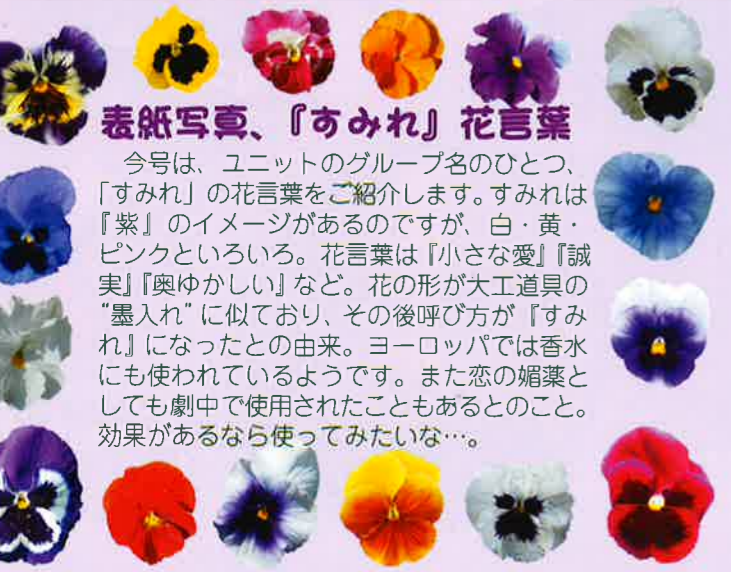 表紙写真、『すみれ』花言葉
今号は、ユニットのグループ名のひとつ、
「すみれ」の花言葉をご紹介します。すみれは
『紫』のイメージがあるのですが、白・黄・
ピンクといろいろ。花言葉は『小さな愛』『誠
実』『奥ゆかしい』など。花の形が大工道具の
“墨入れ”に似ており、その後呼び方が『すみ
れ』になったとの由来。ヨーロッパでは香水
にも使われているようです。また恋の媚薬と
しても劇中で使用されたこともあるとのこと。
効果があるなら使ってみたいな…。